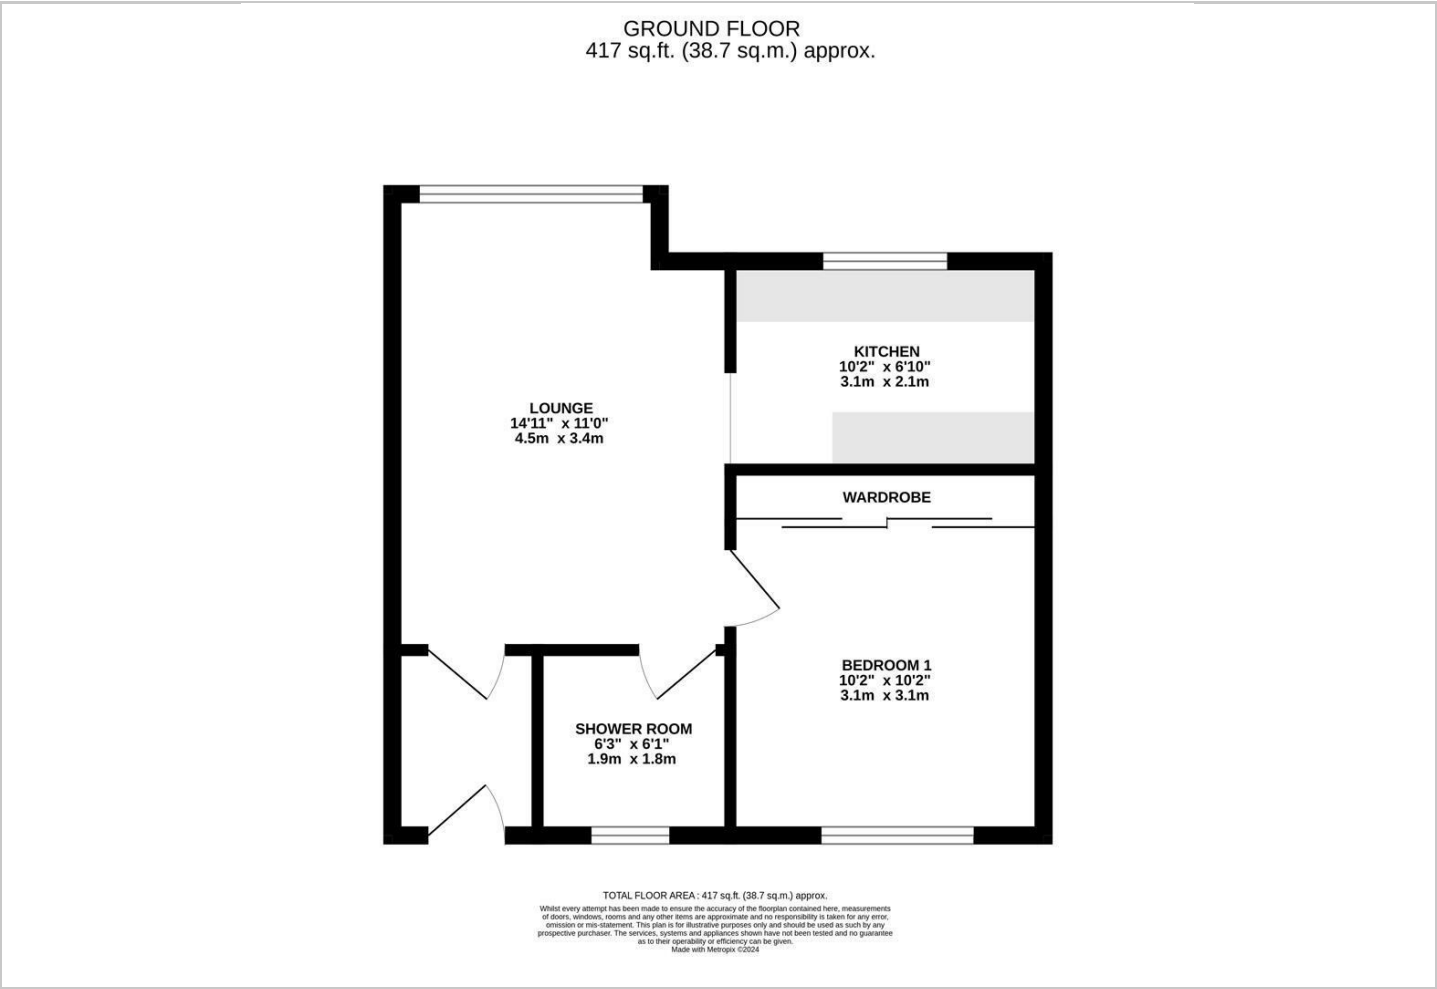 GROUND FLOOR
417 sq.ft. (38.7 sq.m.) approx.
KITCHEN
10'2" x 6'10"
3.1m x 2.1m
LOUNGE
14'11" x 11'0"
4.5m x 3.4m
WARDROBE
BEDROOM 1
10'2" x 10'2"
3.1m x 3.1m
SHOWER ROOM
6'3" x 6'1"
1.9m x 1.8m
TOTAL FLOOR AREA : 417 sq.ft. (38.7 sq.m.) approx.
Whilst every attempt has been made to ensure the accuracy of the floorplan contained here, measurements
of doors, windows, rooms and any other items are approximate and no responsibility is taken for any error,
omission or mis-statement. This plan is for illustrative purposes only and should be used as such by any
prospective purchaser. The services, systems and appliances shown have not been tested and no guarantee
as to their operability or efficiency can be given.
Made with Metropix ©2024